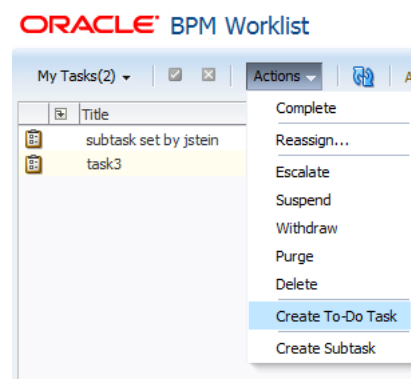 ORACLE BPM Worklist
My Tasks(2) Actions A
Title
subtask set by jstein
task3
Complete
Reassign...
Escalate
Suspend
Withdraw
Purge
Delete
Create To-Do Task
Create Subtask